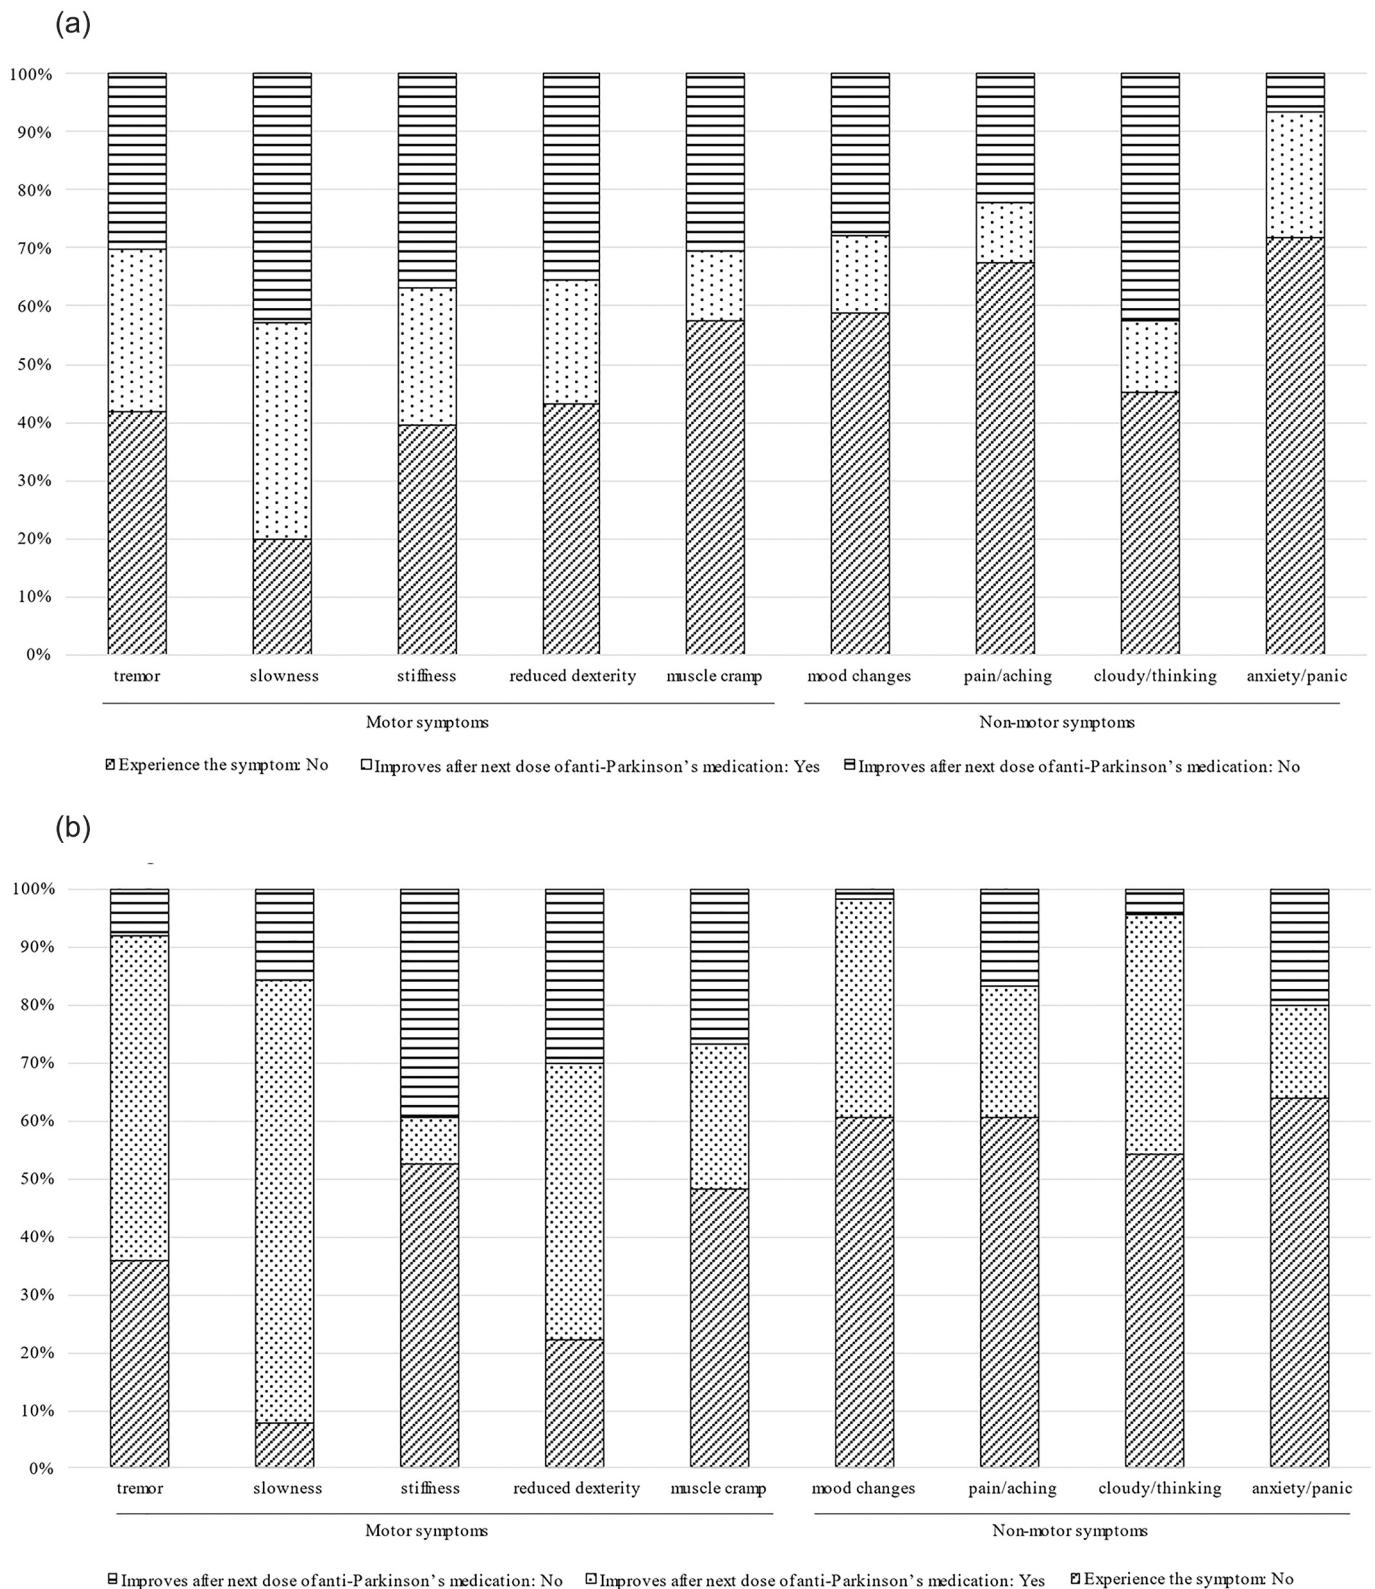 (a)
100%
90%
80%
70%
60%
50%
40%
30%
20%
10%
0%
tremor slowness stiffness reduced dexterity muscle cramp mood changes pain/aching cloudy/thinking anxiety/panic
Motor symptoms Non-motor symptoms
Experience the symptom: No Improves after next dose of anti-Parkinson's medication: Yes Improves after next dose of anti-Parkinson's medication: No
(b)
100%
90%
80%
70%
60%
50%
40%
30%
20%
10%
0%
tremor slowness stiffness reduced dexterity muscle cramp mood changes pain/aching cloudy/thinking anxiety/panic
Motor symptoms Non-motor symptoms
Improves after next dose of anti-Parkinson's medication: No Improves after next dose of anti-Parkinson's medication: Yes Experience the symptom: No